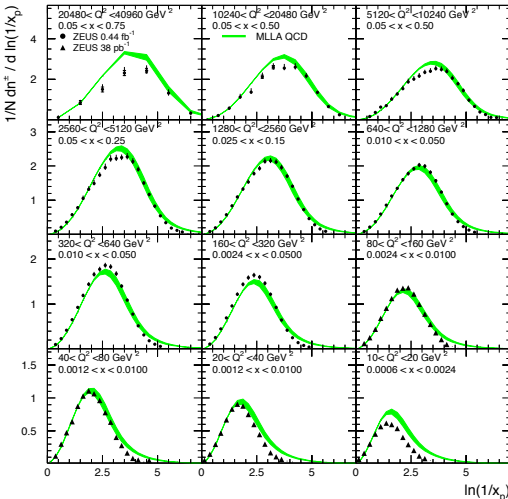 1/N dn± / d ln(1/xp)
20480< Q² <40960 GeV²
0.05 < x < 0.75
ZEUS 0.44 fb⁻¹
ZEUS 38 pb⁻¹
10240< Q² <20480 GeV²
0.05 < x < 0.50
MLLA QCD
5120< Q² <10240 GeV²
0.05 < x < 0.50
4
2
0
2560< Q² <5120 GeV²
0.05 < x < 0.25
1280< Q² <2560 GeV²
0.025 < x < 0.15
640< Q² <1280 GeV²
0.010 < x < 0.050
3
2
1
0
320< Q² <640 GeV²
0.010 < x < 0.050
160< Q² <320 GeV²
0.0024 < x < 0.0500
80< Q² <160 GeV²
0.0024 < x < 0.0100
2
1
0
40< Q² <80 GeV²
0.0012 < x < 0.0100
20< Q² <40 GeV²
0.0012 < x < 0.0100
10< Q² <20 GeV²
0.0006 < x < 0.0024
1.5
1
0.5
0 2.5 5 0 2.5 5 0 2.5 5
ln(1/xp)